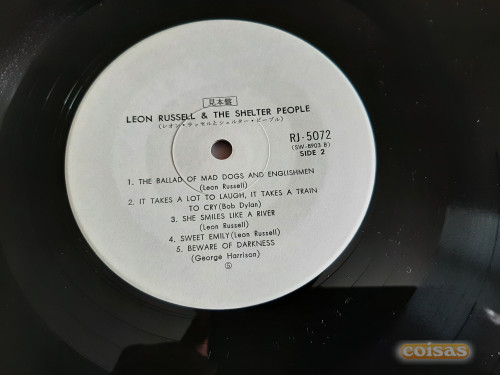 見本盤
LEON RUSSELL & THE SHELTER PEOPLE
(レオン・ラッセルとシェルター・ピープル)
RJ-5072
(SW-8903 B)
SIDE 2
1. THE BALLAD OF MAD DOGS AND ENGLISHMEN
(Leon Russell)
2. IT TAKES A LOT TO LAUGH, IT TAKES A TRAIN
TO CRY (Bob Dylan)
3. SHE SMILES LIKE A RIVER
(Leon Russell)
4. SWEET EMILY (Leon Russell)
5. BEWARE OF DARKNESS
(George Harrison)
coisas